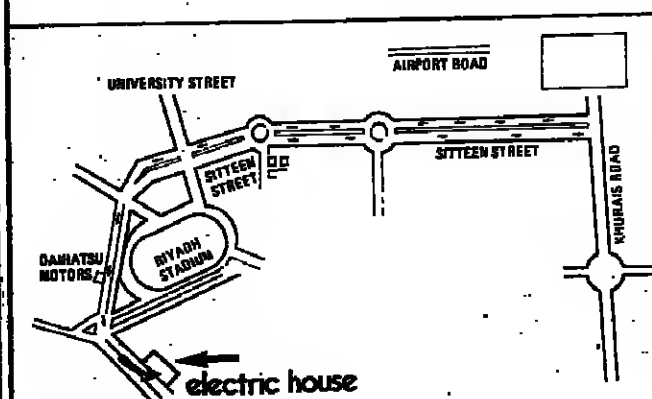 AIRPORT ROAD
UNIVERSITY STREET
SITTEEN STREET
SITTEEN
STREET
KHURAIS ROAD
DAIHATSU
MOTORS
RIYADH
STADIUM
electric house